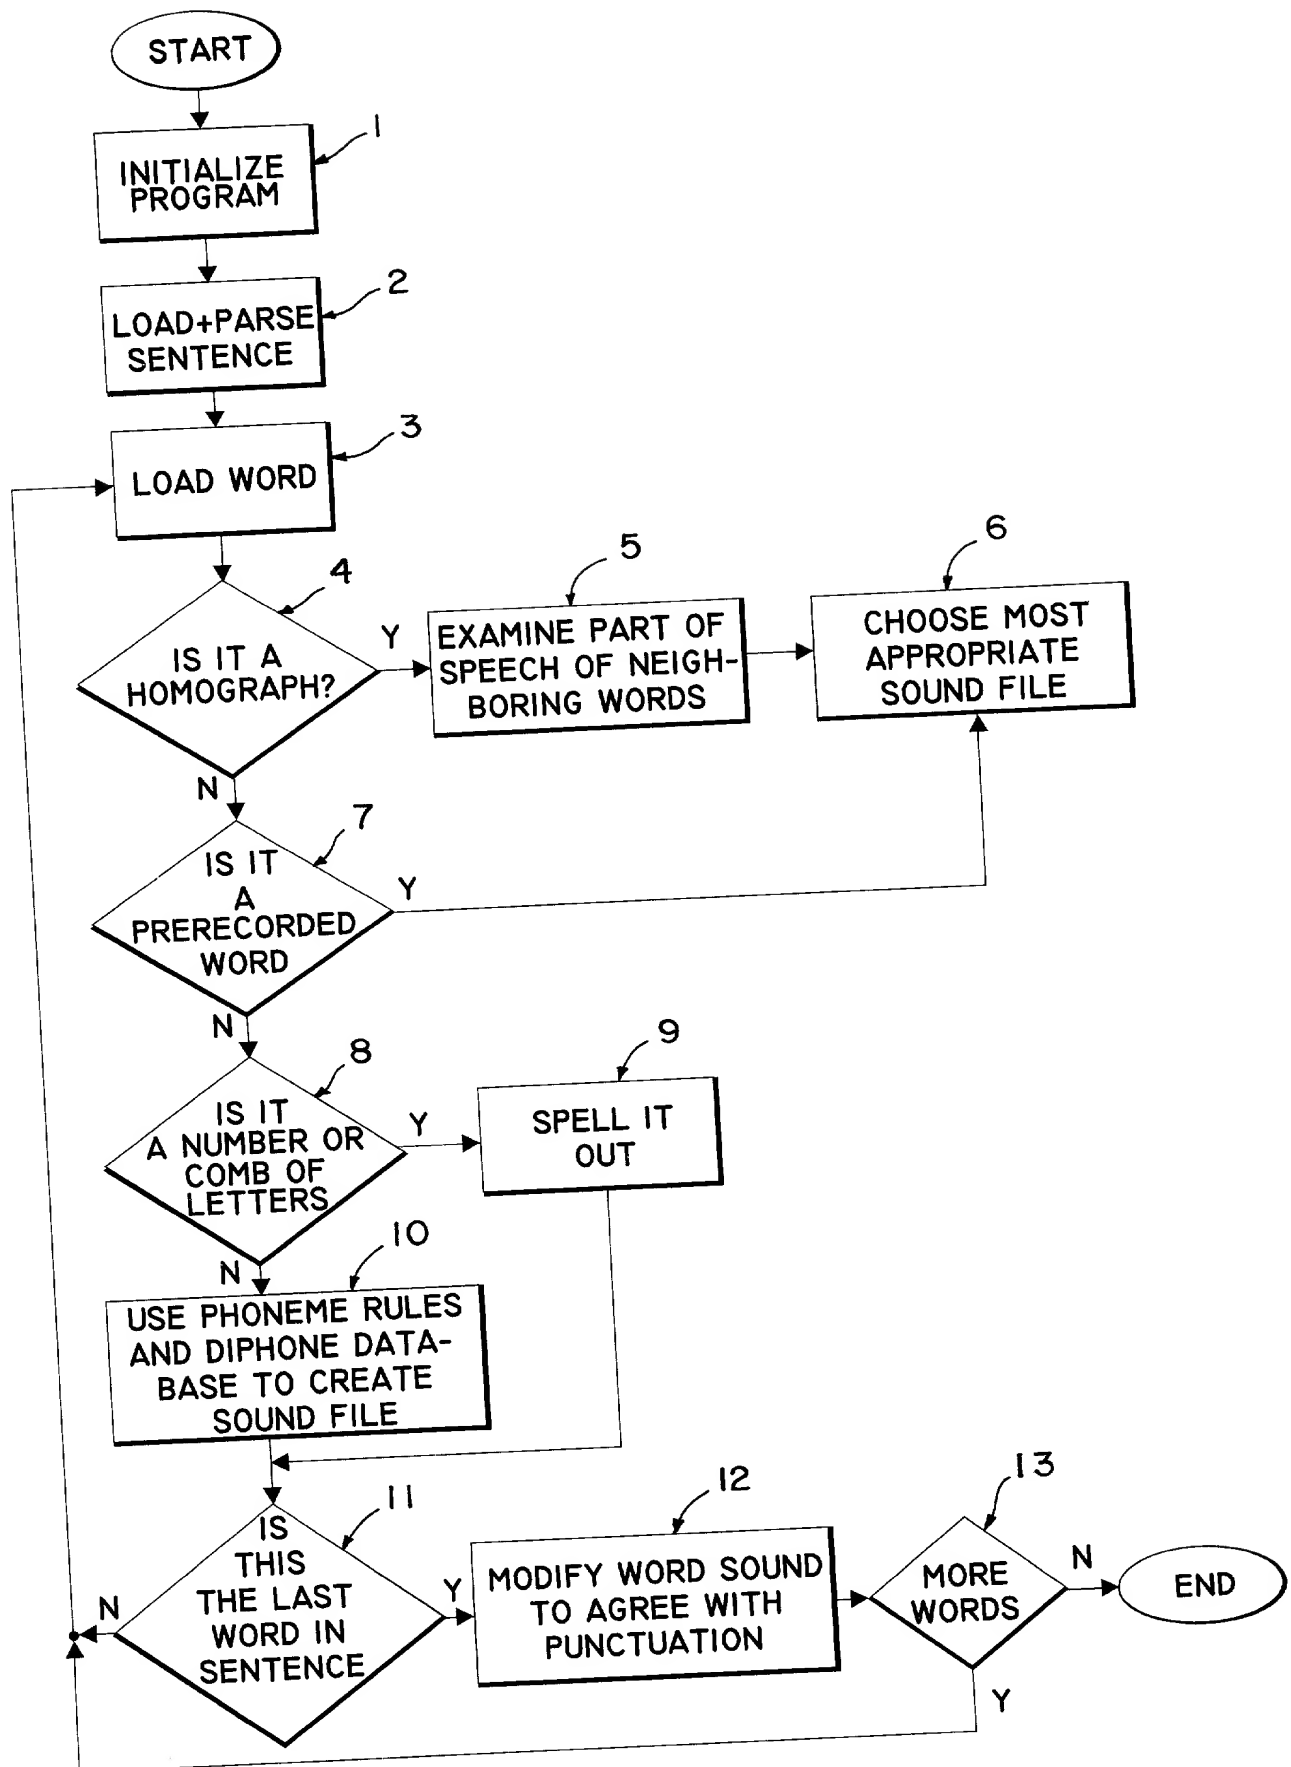 START
1
INITIALIZE
PROGRAM
2
LOAD+PARSE
SENTENCE
3
LOAD WORD
4
IS IT A
HOMOGRAPH?
Y
N
5
EXAMINE PART OF
SPEECH OF NEIGH-
BORING WORDS
6
CHOOSE MOST
APPROPRIATE
SOUND FILE
7
IS IT
A
PRERECORDED
WORD
Y
N
8
IS IT
A NUMBER OR
COMB OF
LETTERS
Y
N
9
SPELL IT
OUT
10
USE PHONEME RULES
AND DIPHONE DATA-
BASE TO CREATE
SOUND FILE
11
IS
THIS
THE LAST
WORD IN
SENTENCE
N
Y
12
MODIFY WORD SOUND
TO AGREE WITH
PUNCTUATION
13
MORE
WORDS
N
Y
END